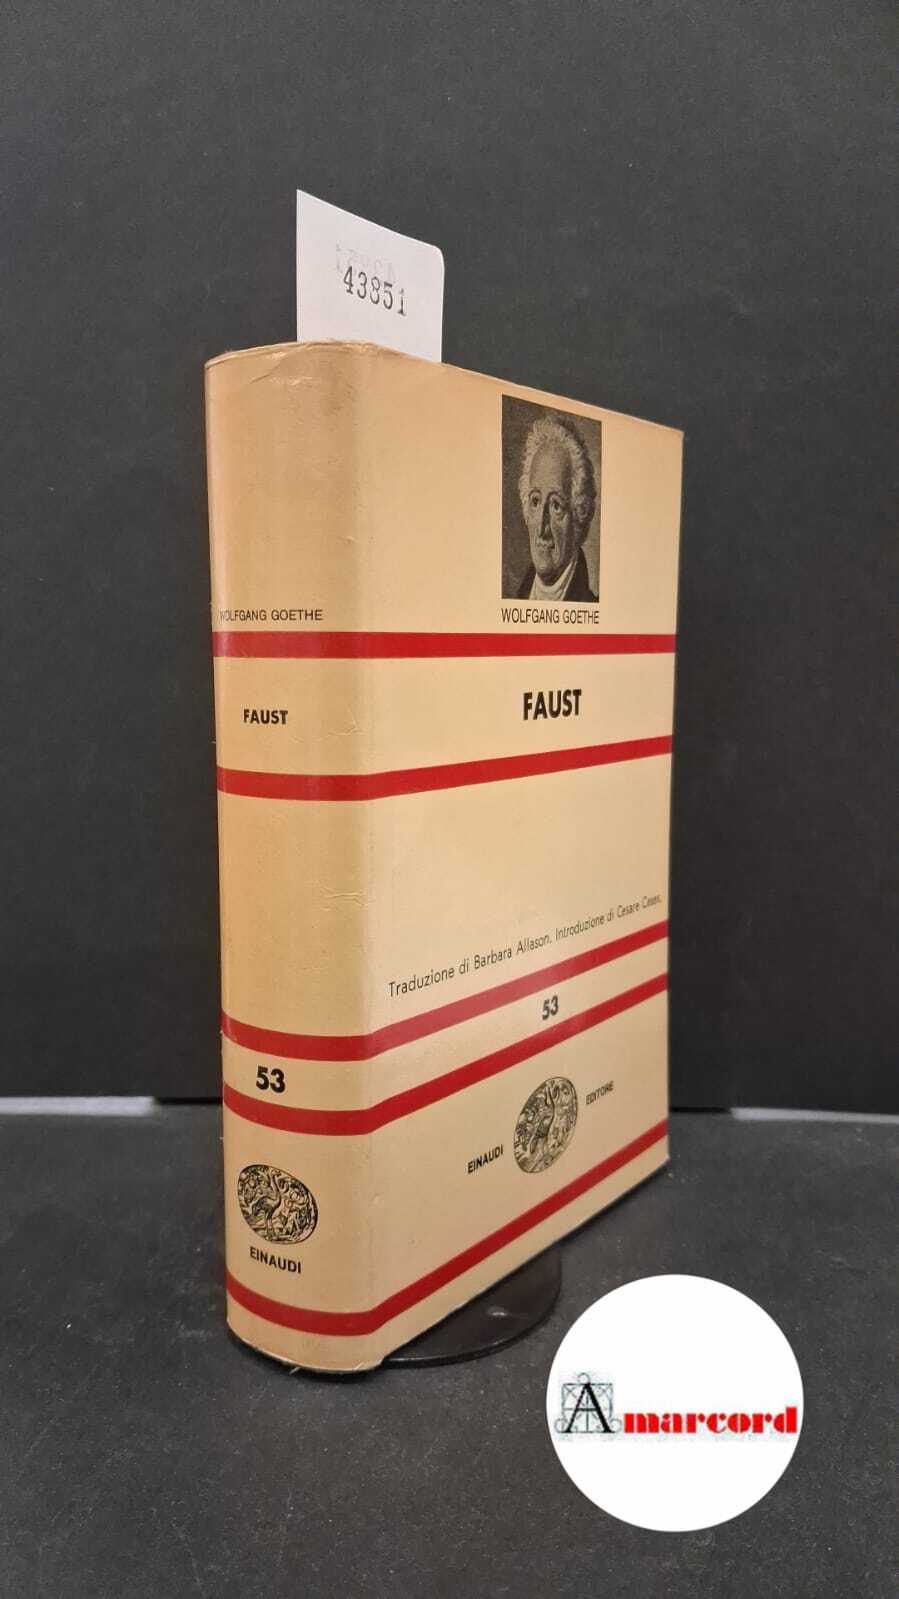 43851
WOLFGANG GOETHE
FAUST
53
EINAUDI
WOLFGANG GOETHE
FAUST
Traduzione di Barbara Allason. Introduzione di Cesare Cases.
53
EINAUDI EDITORE
Amarcord